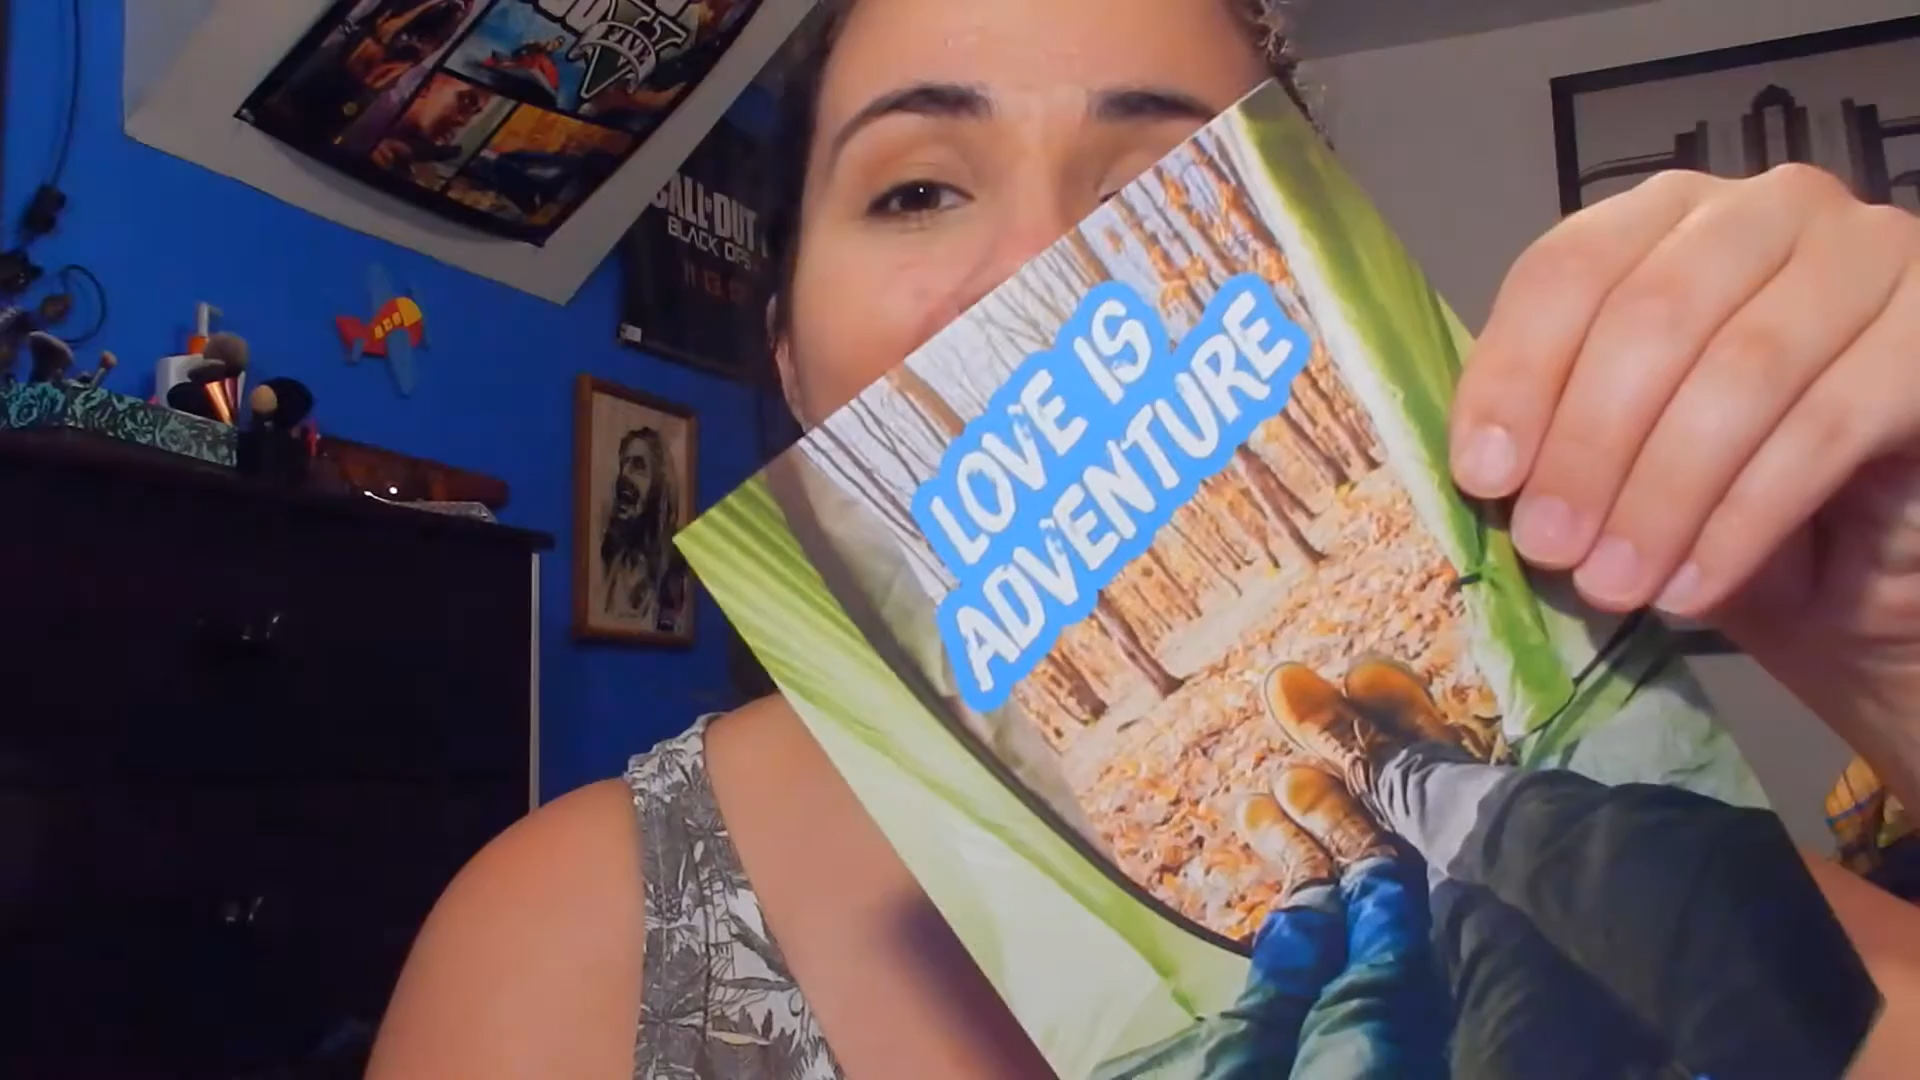 FIVE
CALL OF DUTY
BLACK OPS
LOVE IS
ADVENTURE